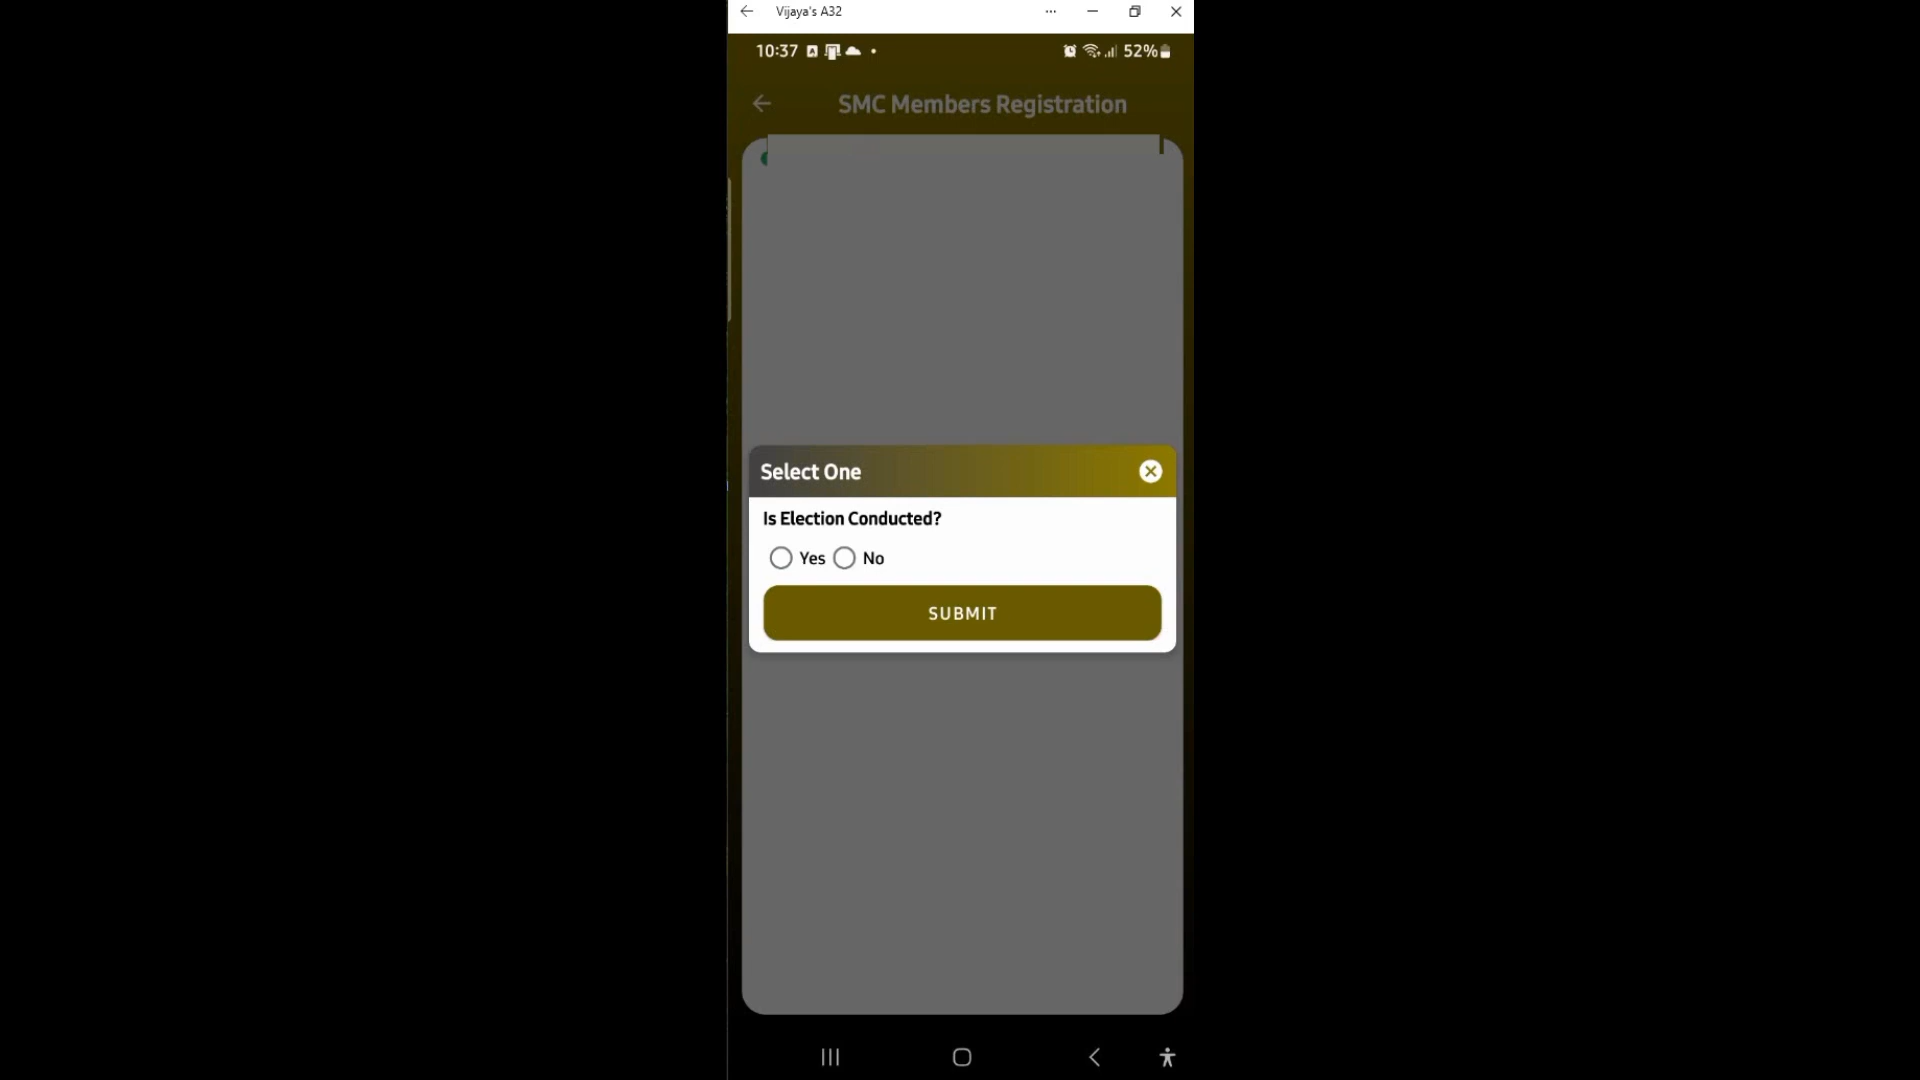 Vijaya's A32
10:37 52%
SMC Members Registration
Select One
Is Election Conducted?
Yes No
SUBMIT